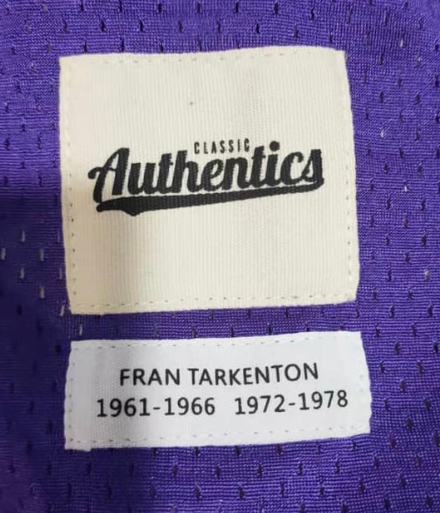 CLASSIC
Authentics
FRAN TARKENTON
1961-1966 1972-1978